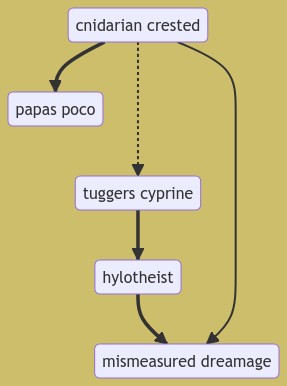 cnidarian crested
papas poco
tuggers cyprine
hylotheist
mismeasured dreamage